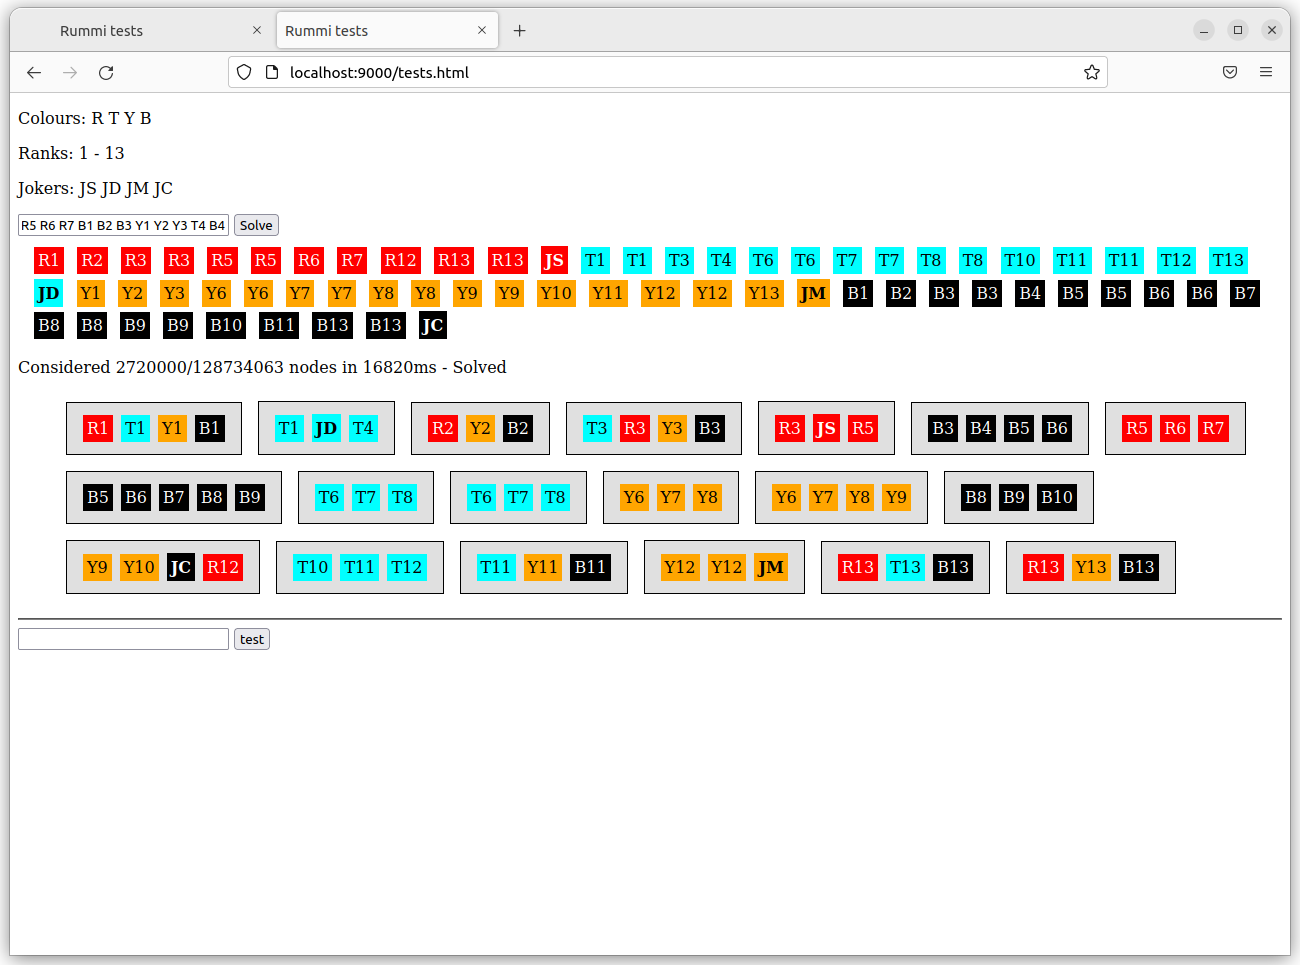 Rummi tests × Rummi tests × +
localhost:9000/tests.html
Colours: R T Y B
Ranks: 1 - 13
Jokers: JS JD JM JC
R5 R6 R7 B1 B2 B3 Y1 Y2 Y3 T4 B4 Solve
R1 R2 R3 R3 R5 R5 R6 R7 R12 R13 R13 JS T1 T1 T3 T4 T6 T6 T7 T7 T8 T8 T10 T11 T11 T12 T13
JD Y1 Y2 Y3 Y6 Y6 Y7 Y7 Y8 Y8 Y9 Y9 Y10 Y11 Y12 Y12 Y13 JM B1 B2 B3 B3 B4 B5 B5 B6 B6 B7
B8 B8 B9 B9 B10 B11 B13 B13 JC
Considered 2720000/128734063 nodes in 16820ms - Solved
R1 T1 Y1 B1 T1 JD T4 R2 Y2 B2 T3 R3 Y3 B3 R3 JS R5 B3 B4 B5 B6 R5 R6 R7
B5 B6 B7 B8 B9 T6 T7 T8 T6 T7 T8 Y6 Y7 Y8 Y6 Y7 Y8 Y9 B8 B9 B10
Y9 Y10 JC R12 T10 T11 T12 T11 Y11 B11 Y12 Y12 JM R13 T13 B13 R13 Y13 B13
test